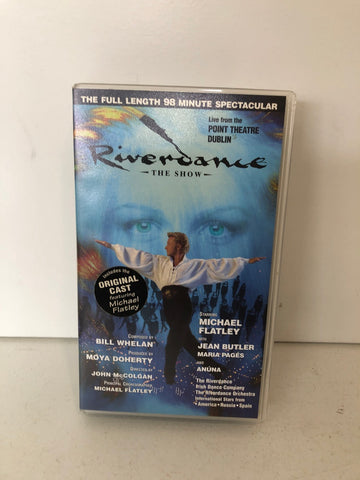 THE FULL LENGTH 98 MINUTE SPECTACULAR
Live from the
POINT THEATRE
DUBLIN
Riverdance
THE SHOW
includes the
ORIGINAL
CAST
featuring
Michael
Flatley
COMPOSED BY
BILL WHELAN
PRODUCED BY
MOYA DOHERTY
DIRECTED BY
JOHN McCOLGAN
PRINCIPAL CHOREOGRAPHER
MICHAEL FLATLEY
STARRING
MICHAEL
FLATLEY
WITH
JEAN BUTLER
MARIA PAGÉS
AND
ANÚNA
The Riverdance
Irish Dance Company
The Riverdance Orchestra
International Stars from
•America •Russia •Spain